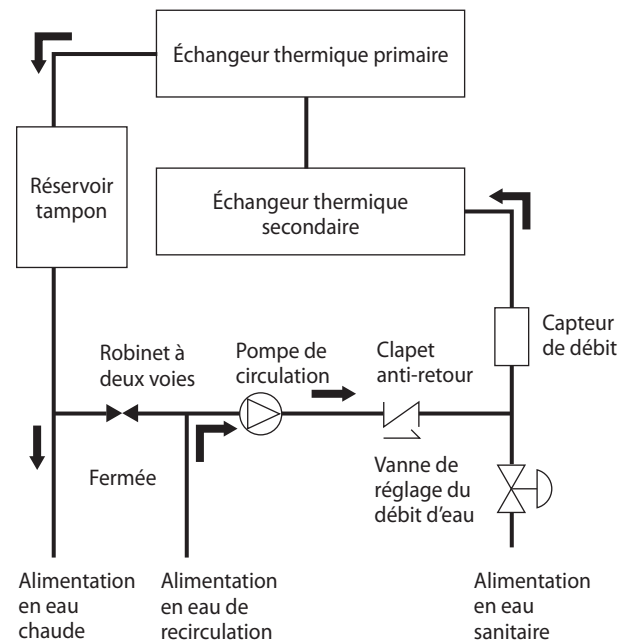 Échangeur thermique primaire
Réservoir
tampon
Échangeur thermique
secondaire
Capteur
de débit
Robinet à
deux voies
Pompe de
circulation
Clapet
anti-retour
Fermée
Vanne de
réglage du
débit d'eau
Alimentation
en eau
chaude
Alimentation
en eau de
recirculation
Alimentation
en eau
sanitaire